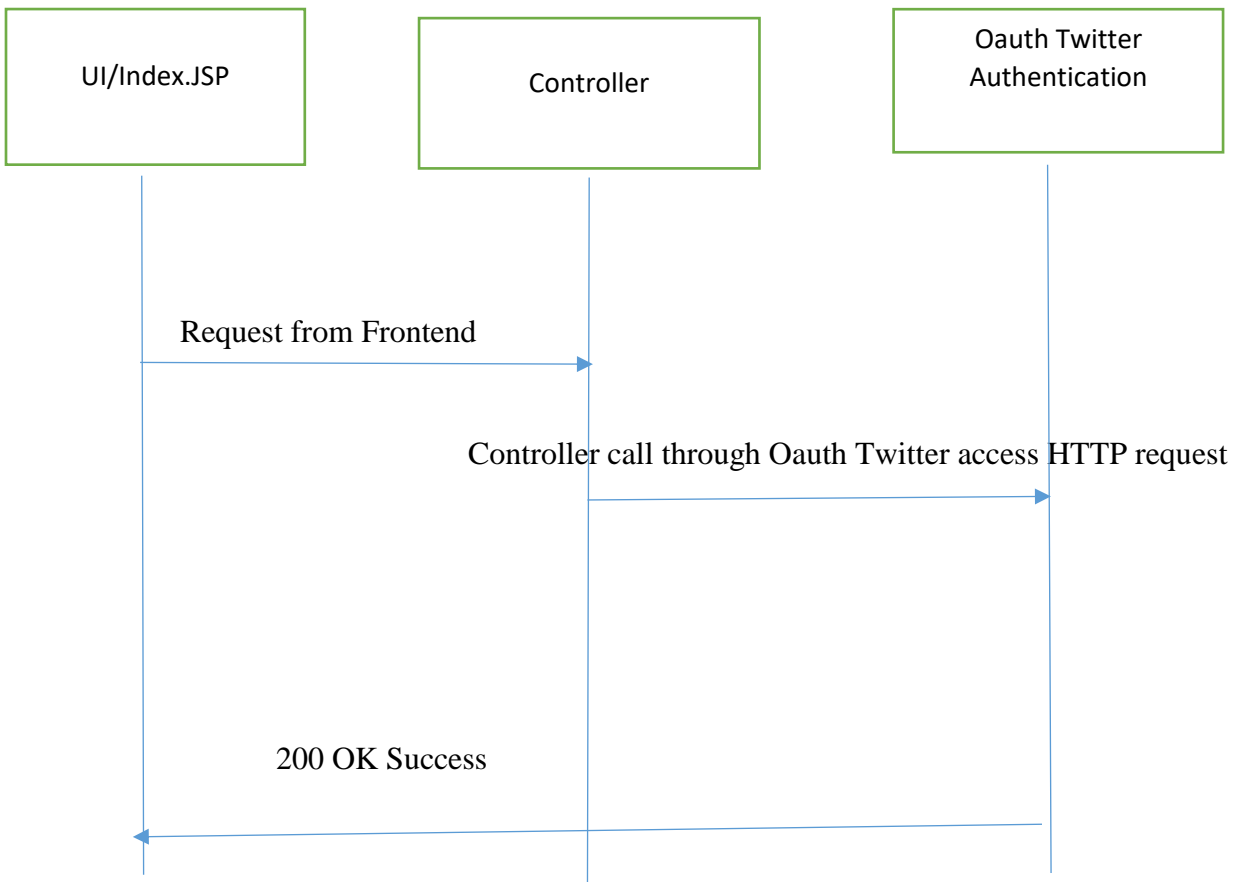 UI/Index.JSP
Controller
Oauth Twitter
Authentication
Request from Frontend
Controller call through Oauth Twitter access HTTP request
200 OK Success